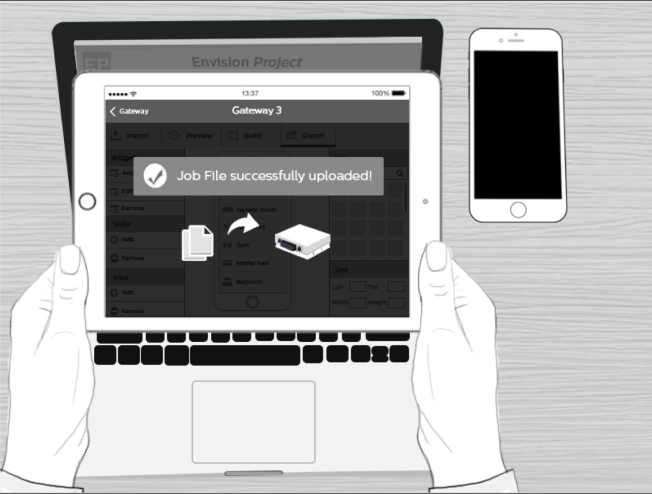 EP
Envision Project
13:37
100%
Gateway
Gateway 3
Import
Preview
Build
Export
Job File successfully uploaded!
Add
Edit
Remove
Generic Room
Slider
Add
Gym
Remove
Master bed
Area
Bedroom
Size
Add
Left
Top
Remove
Width
Height